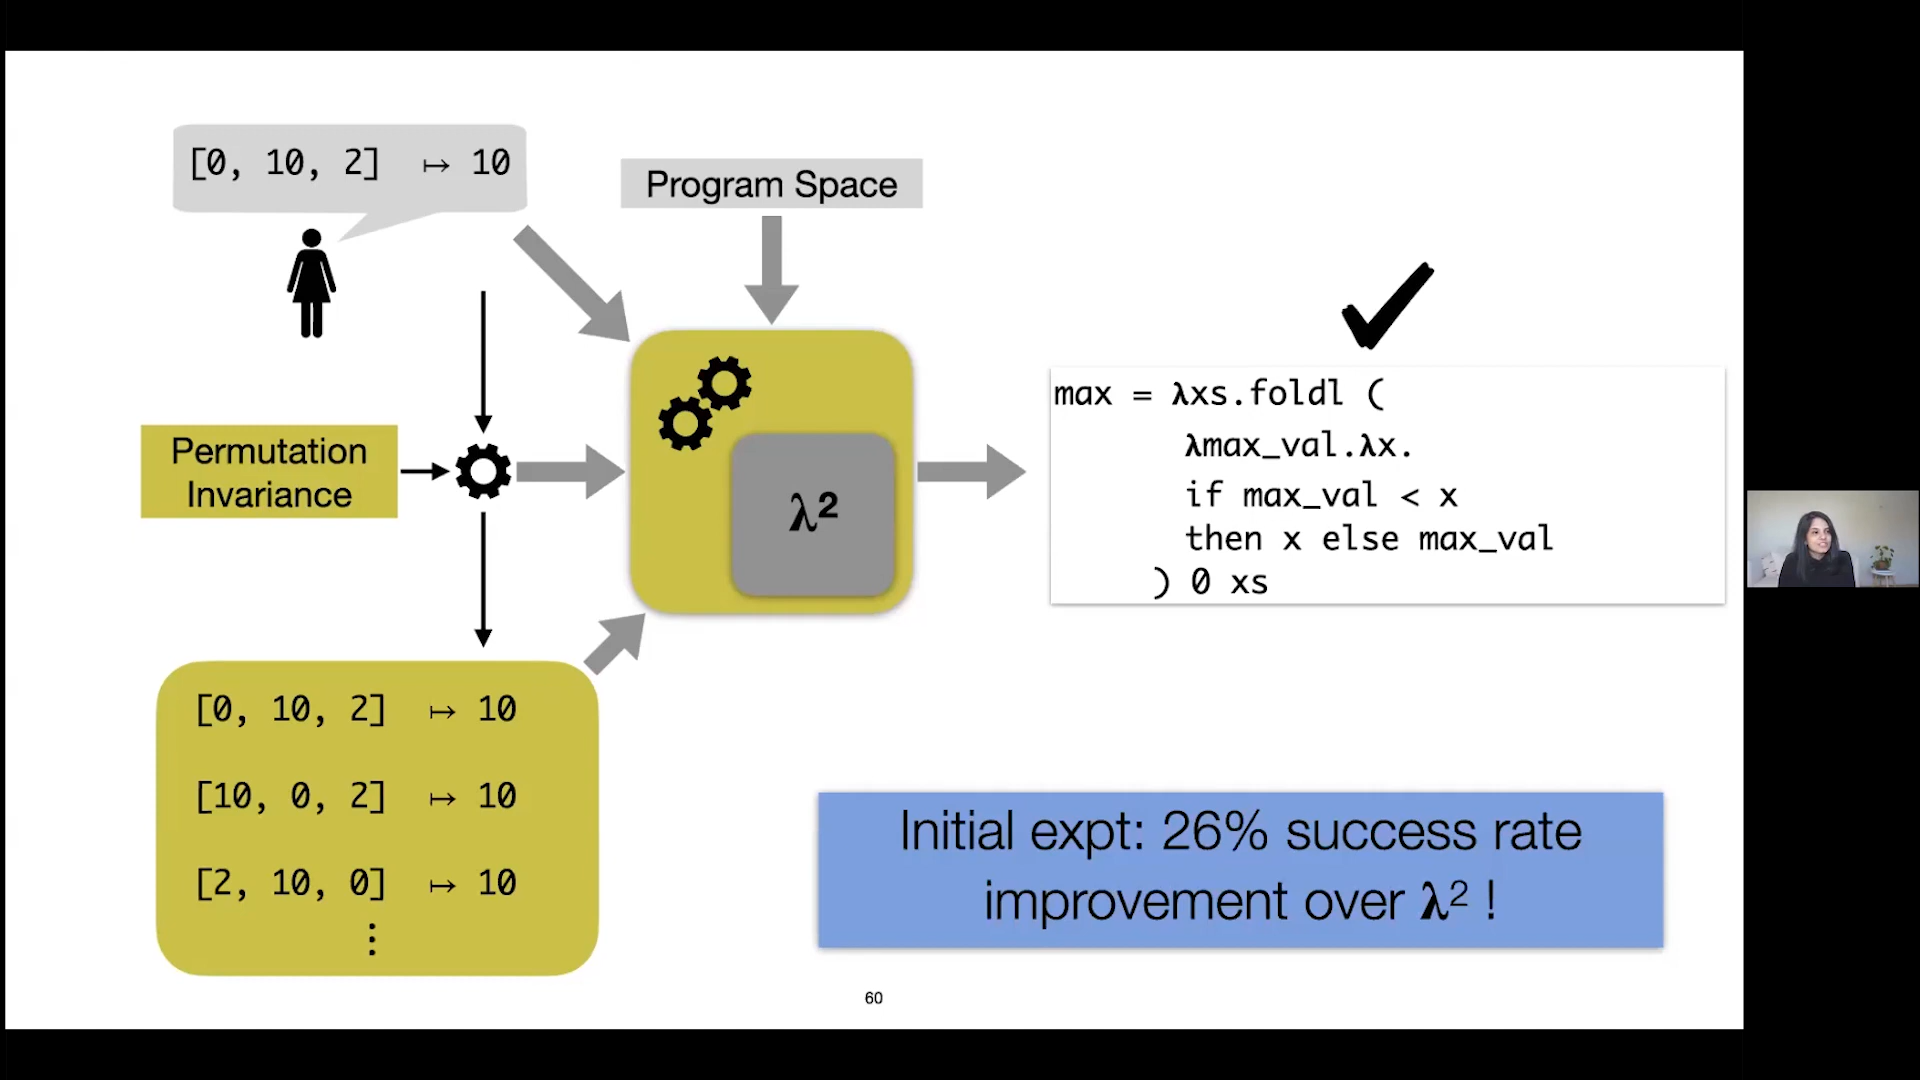 [0, 10, 2] ↦ 10
Program Space
Permutation
Invariance
λ²
max = λxs.foldl (
λmax_val.λx.
if max_val < x
then x else max_val
) 0 xs
[0, 10, 2] ↦ 10
[10, 0, 2] ↦ 10
[2, 10, 0] ↦ 10
⋮
Initial expt: 26% success rate
improvement over λ² !
60